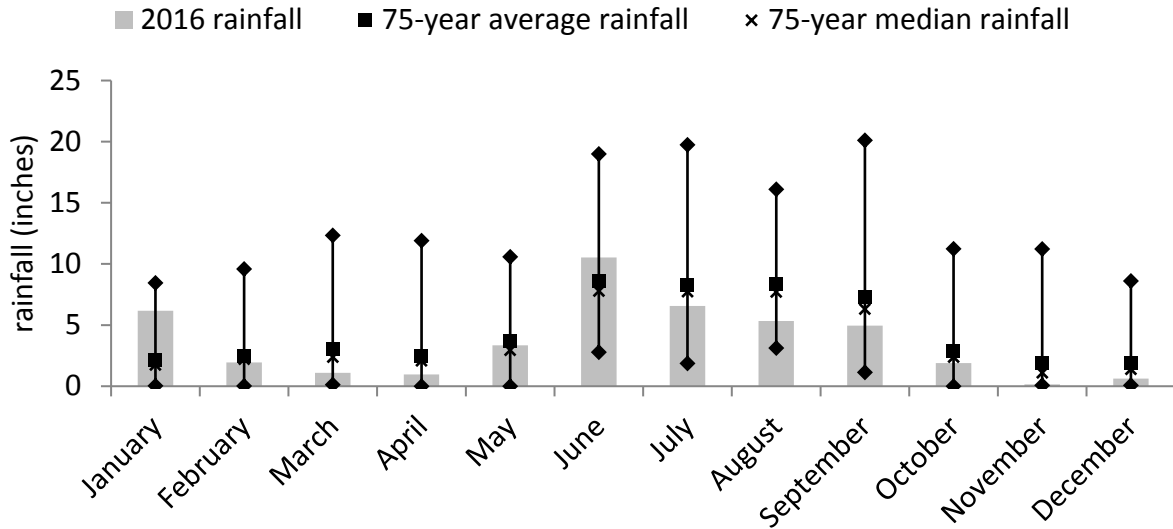 2016 rainfall 75-year average rainfall 75-year median rainfall
rainfall (inches)
25
20
15
10
5
0
January February March April May June July August September October November December